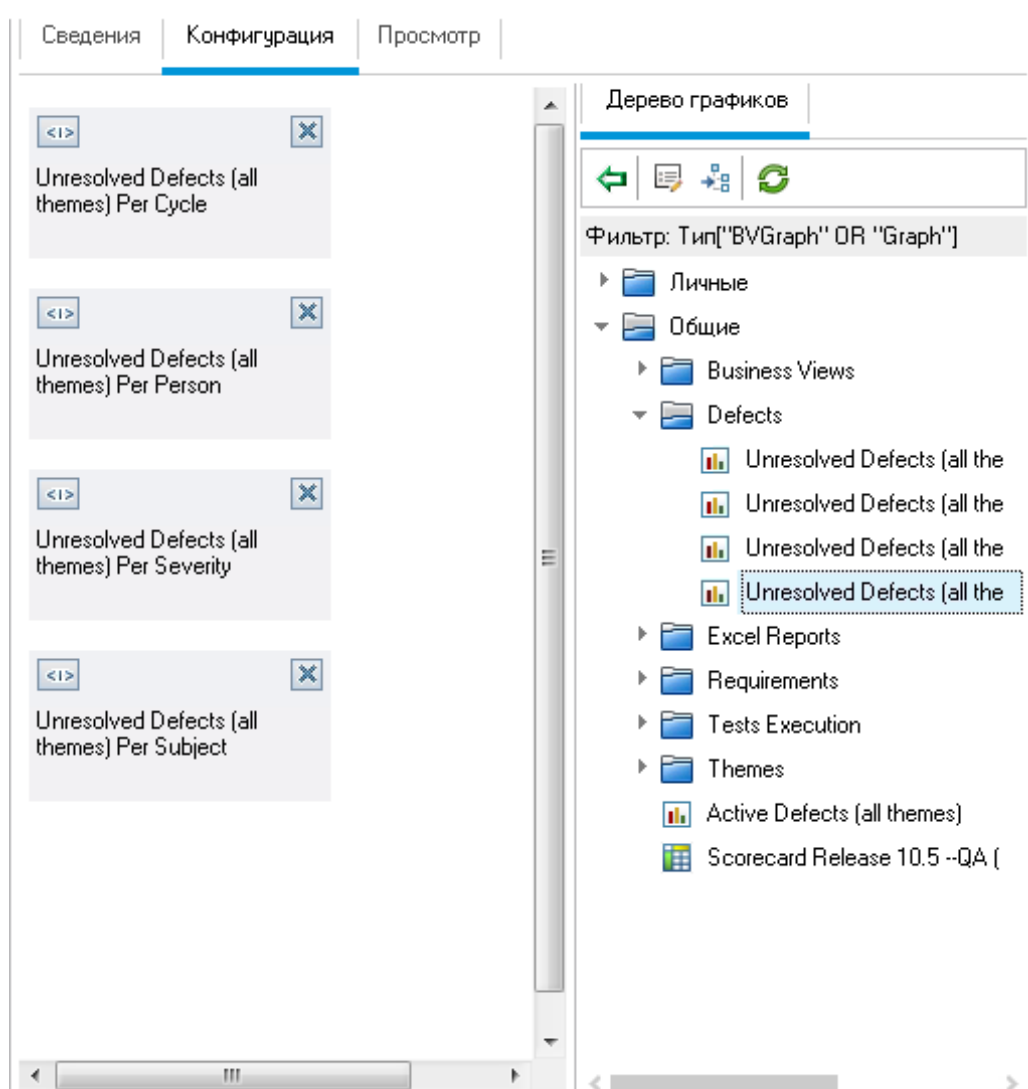 Сведения Конфигурация Просмотр
Unresolved Defects (all
themes) Per Cycle
Unresolved Defects (all
themes) Per Person
Unresolved Defects (all
themes) Per Severity
Unresolved Defects (all
themes) Per Subject
Дерево графиков
Фильтр: Тип["BVGraph" OR "Graph"]
Личные
Общие
Business Views
Defects
Unresolved Defects (all the
Unresolved Defects (all the
Unresolved Defects (all the
Unresolved Defects (all the
Excel Reports
Requirements
Tests Execution
Themes
Active Defects (all themes)
Scorecard Release 10.5 --QA (